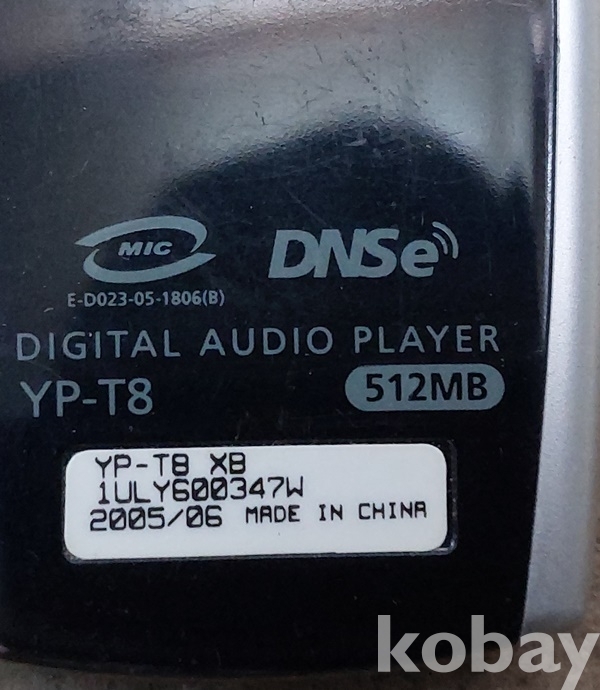 MIC
DNSe
E-D023-05-1806(B)
DIGITAL AUDIO PLAYER
YP-T8
512MB
YP-T8 XB
1ULY600347W
2005/06 MADE IN CHINA
kobay